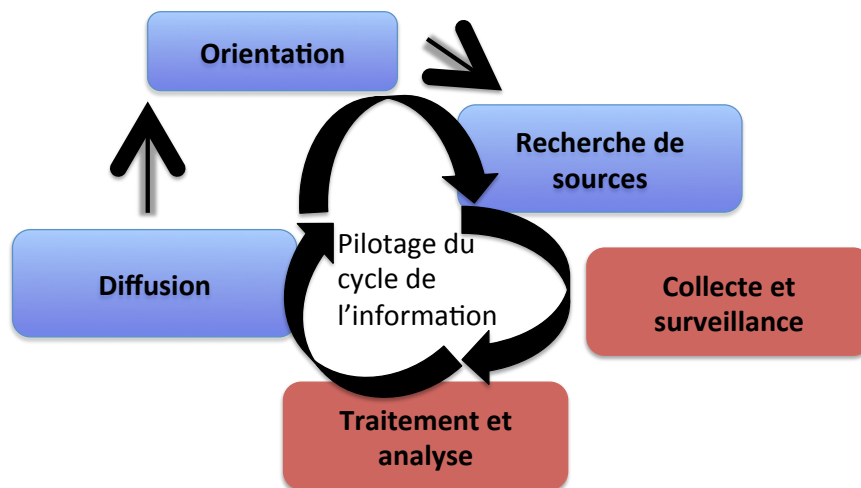 Orientation
Recherche de
sources
Pilotage du
cycle de
l'information
Diffusion
Collecte et
surveillance
Traitement et
analyse